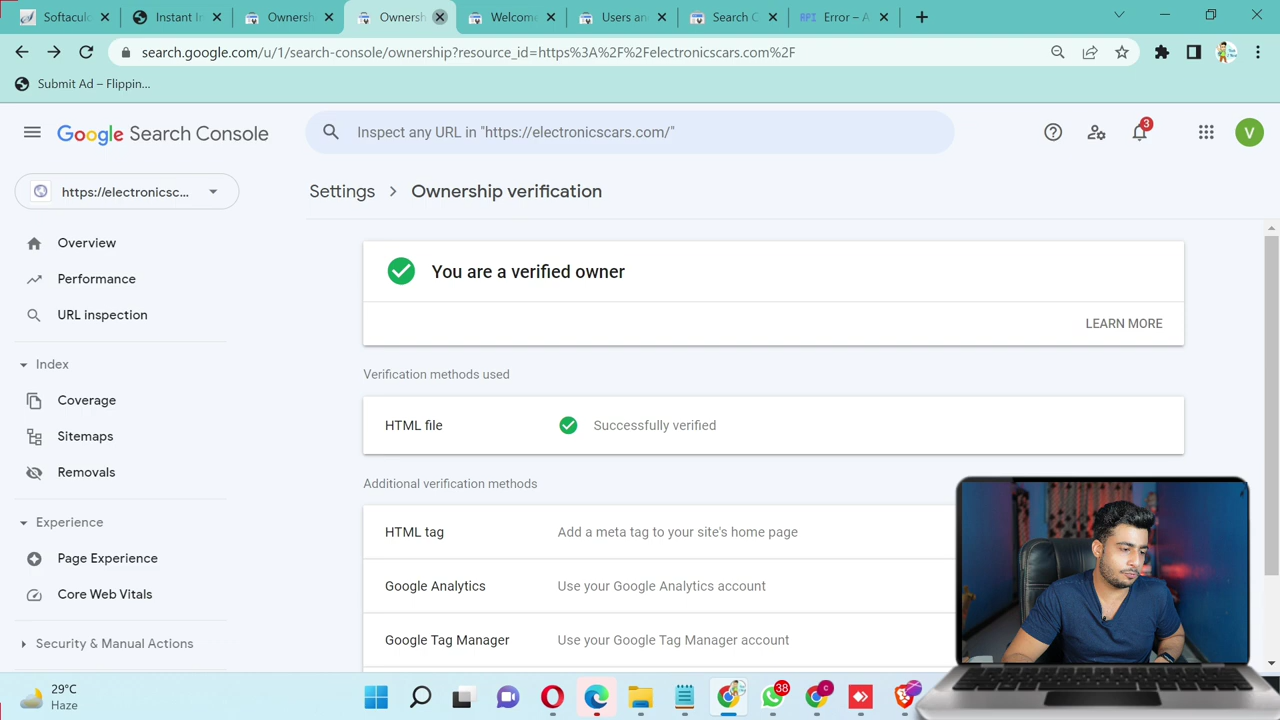 Softacul
Instant In
Ownersh
Ownersh
Welcome
Users an
Search C
Error – A
search.google.com/u/1/search-console/ownership?resource_id=https%3A%2F%2Felectronicscars.com%2F
Submit Ad – Flippin...
Google Search Console
Inspect any URL in "https://electronicscars.com/"
3
V
https://electronicsc...
Settings
Ownership verification
Overview
Performance
URL inspection
Index
Coverage
Sitemaps
Removals
Experience
Page Experience
Core Web Vitals
Security & Manual Actions
You are a verified owner
LEARN MORE
Verification methods used
HTML file
Successfully verified
Additional verification methods
HTML tag
Add a meta tag to your site's home page
Google Analytics
Use your Google Analytics account
Google Tag Manager
Use your Google Tag Manager account
29°C
Haze
38
C